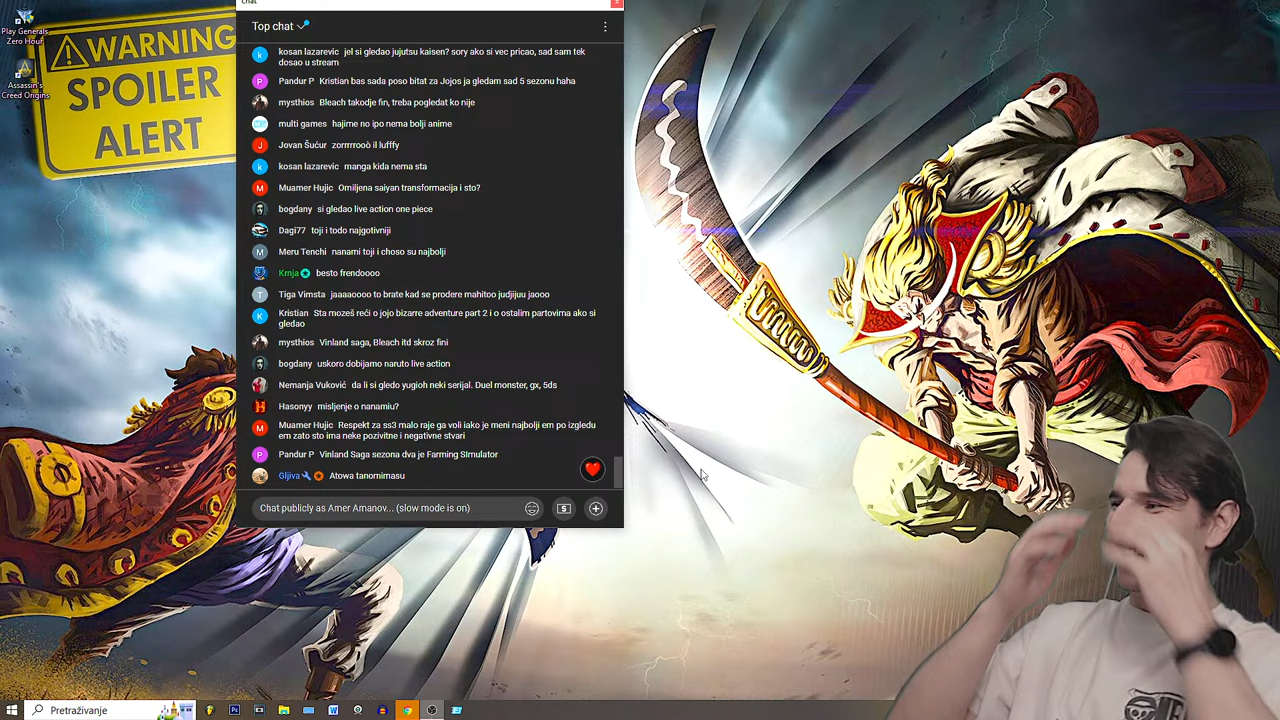 Play Generals
Zero Hour
Assassin's
Creed Origins
WARNING
SPOILER
ALERT
Chat
Top chat
kosan lazarevic jel si gledao jujutsu kaisen? sory ako si vec pricao, sad sam tek
dosao u stream
Pandur P Kristian bas sada poso bitat za Jojos ja gledam sad 5 sezonu haha
mysthios Bleach takodje fin, treba pogledat ko nije
multi games hajime no ipo nema bolji anime
Jovan Šućur zorrrroòò il lufffy
kosan lazarevic manga kida nema sta
Muamer Hujic Omiljena saiyan transformacija i sto?
bogdany si gledao live action one piece
Dagi77 toji i todo najgotivniji
Meru Tenchi nanami toji i choso su najbolji
Krnja besto frendoooo
Tiga Vimsta jaaaaoooo to brate kad se prodere mahitoo judjijuu jaooo
Kristian Sta mozeš reći o jojo bizarre adventure part 2 i o ostalim partovima ako si
gledao
mysthios Vinland saga, Bleach itd skroz fini
bogdany uskoro dobijamo naruto live action
Nemanja Vuković da li si gledo yugioh neki serijal. Duel monster, gx, 5ds
Hasonyy misljenje o nanamiu?
Muamer Hujic Respekt za ss3 malo raje ga voli iako je meni najbolji em po izgledu
em zato sto ima neke pozivitne i negativne stvari
Pandur P Vinland Saga sezona dva je Farming SImulator
Gljiva Atowa tanomimasu
Chat publicly as Amer Amanov... (slow mode is on)
Pretraživanje